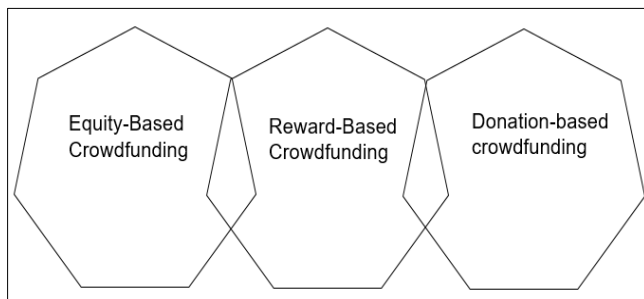 Equity-Based
Crowdfunding
Reward-Based
Crowdfunding
Donation-based
crowdfunding